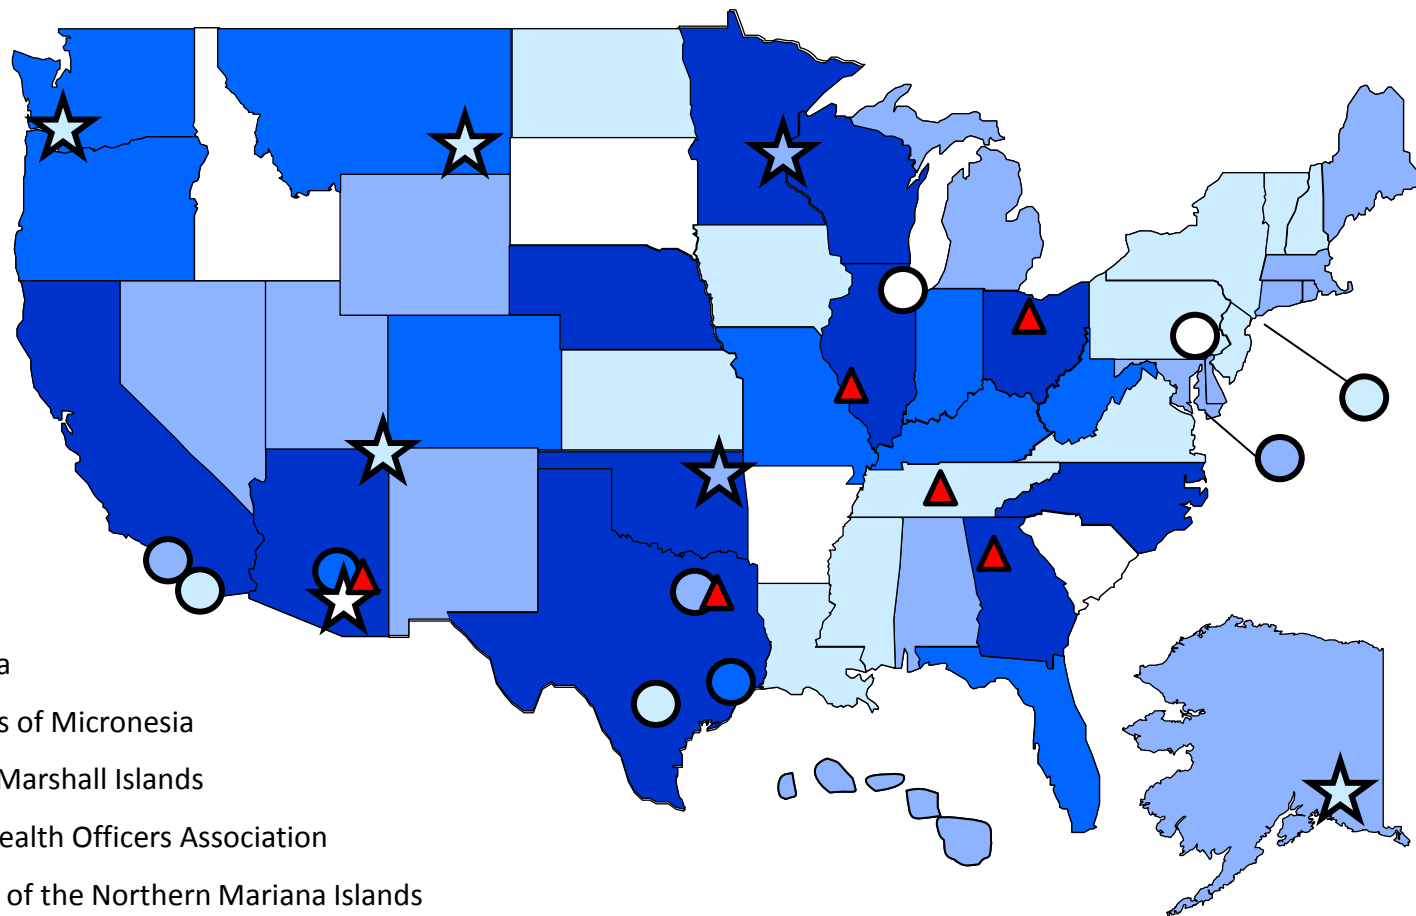 a
s of Micronesia
Marshall Islands
ealth Officers Association
of the Northern Mariana Islands